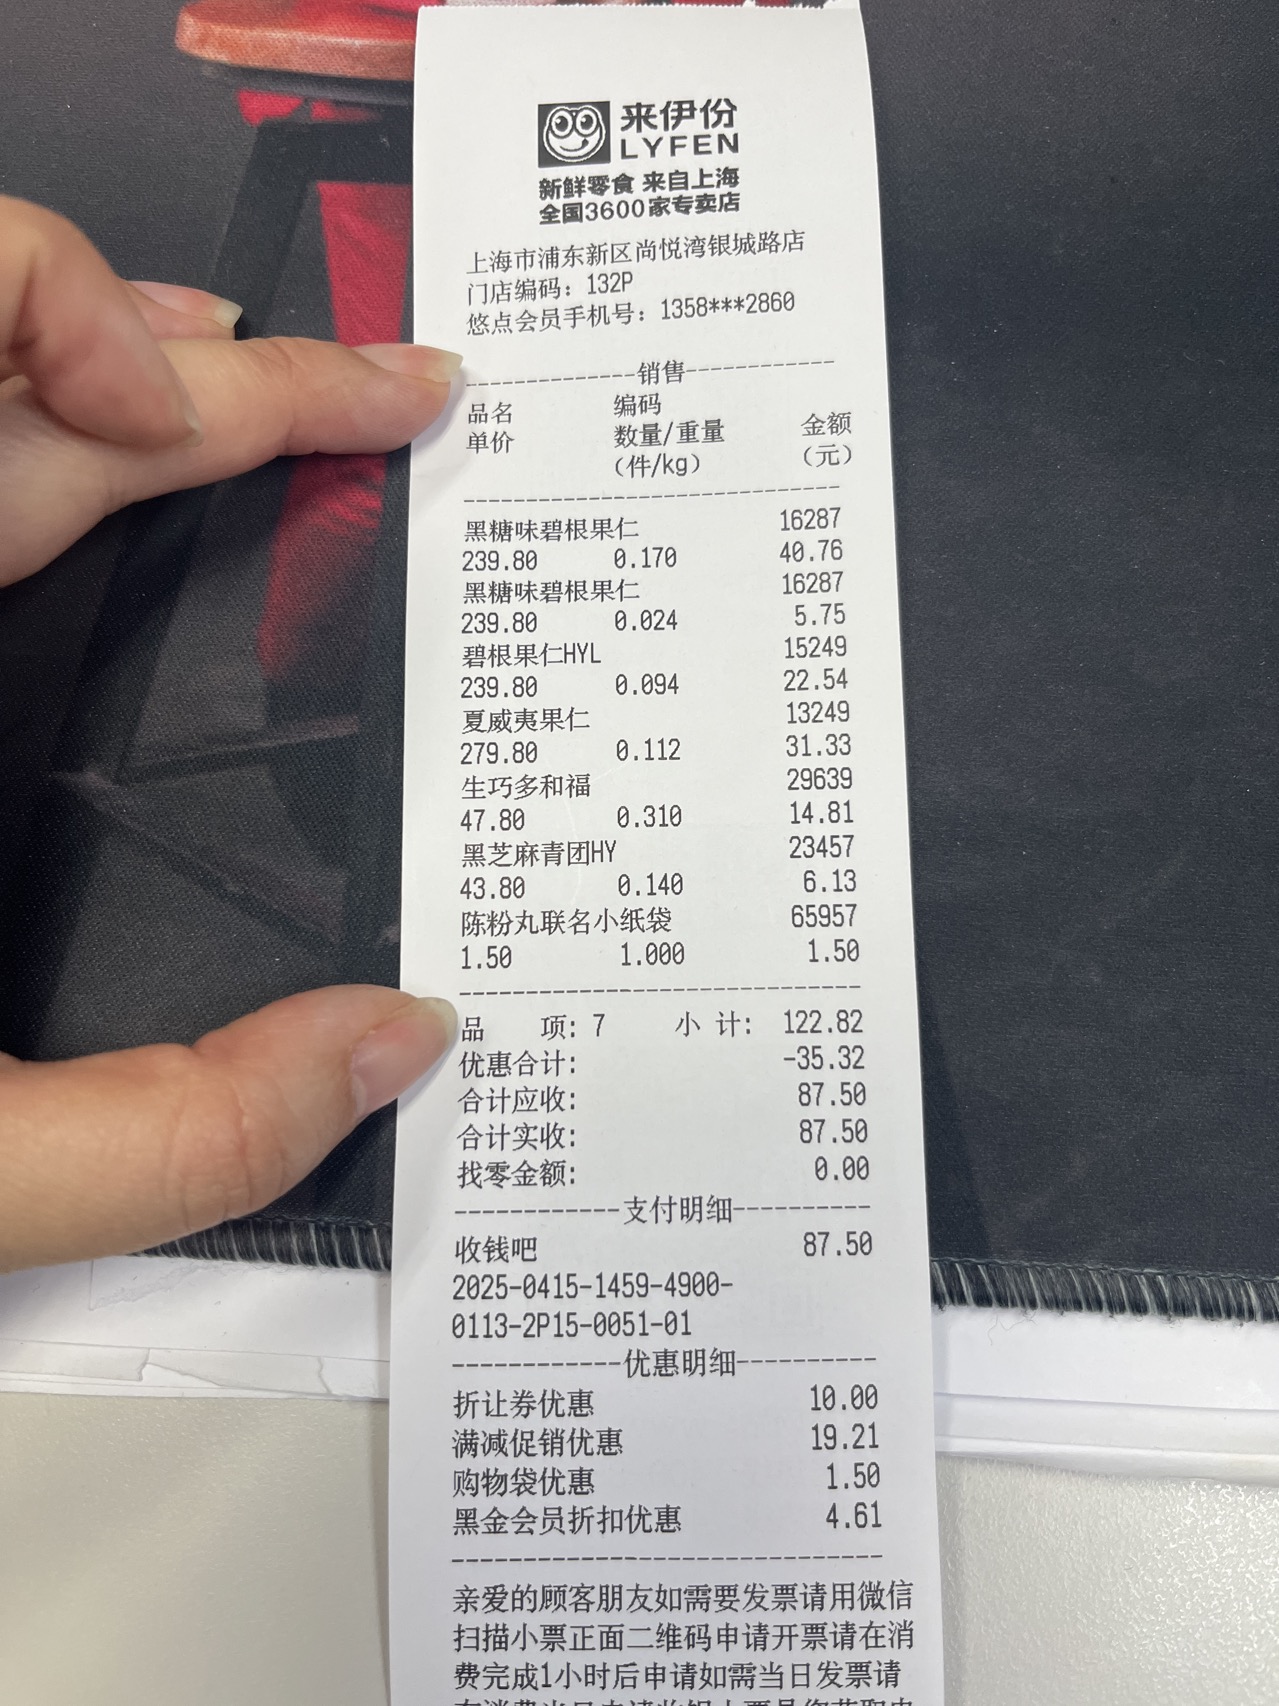 来伊份
LYFEN
新鲜零食 来自上海
全国3600家专卖店
上海市浦东新区尚悦湾银城路店
门店编码：132P
悠点会员手机号：1358***2860
--------------销售------------
品名 编码 金额
单价 数量/重量 （元）
（件/kg）
黑糖味碧根果仁 16287
239.80 0.170 40.76
黑糖味碧根果仁 16287
239.80 0.024 5.75
碧根果仁HYL 15249
239.80 0.094 22.54
夏威夷果仁 13249
279.80 0.112 31.33
生巧多和福 29639
47.80 0.310 14.81
黑芝麻青团HY 23457
43.80 0.140 6.13
陈粉丸联名小纸袋 65957
1.50 1.000 1.50
品 项: 7 小 计: 122.82
优惠合计: -35.32
合计应收: 87.50
合计实收: 87.50
找零金额: 0.00
------------支付明细----------
收钱吧 87.50
2025-0415-1459-4900-
0113-2P15-0051-01
------------优惠明细----------
折让券优惠 10.00
满减促销优惠 19.21
购物袋优惠 1.50
黑金会员折扣优惠 4.61
亲爱的顾客朋友如需要发票请用微信
扫描小票正面二维码申请开票请在消
费完成1小时后申请如需当日发票请